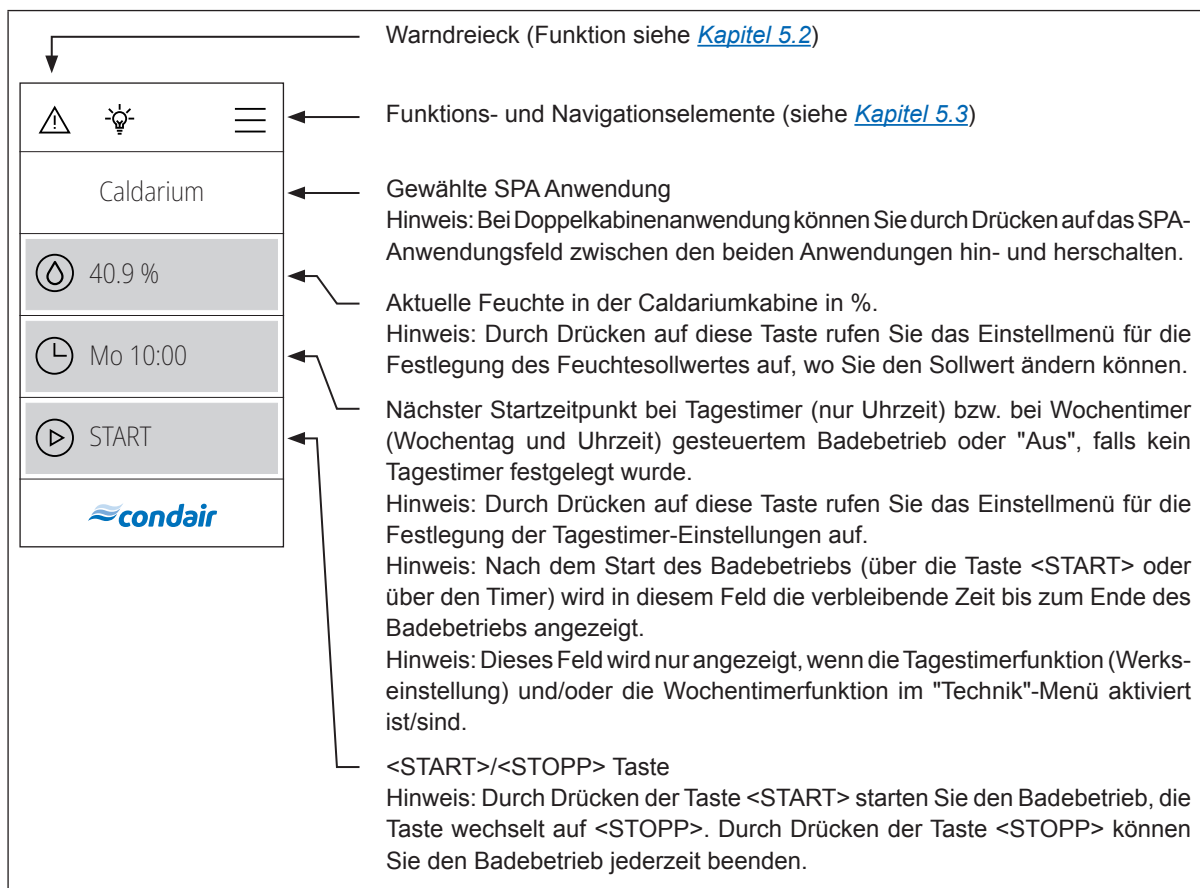 Warndreieck (Funktion siehe Kapitel 5.2)
Funktions- und Navigationselemente (siehe Kapitel 5.3)
Caldarium
40.9 %
Mo 10:00
START
condair
Gewählte SPA Anwendung
Hinweis: Bei Doppelkabinenanwendung können Sie durch Drücken auf das SPA-
Anwendungsfeld zwischen den beiden Anwendungen hin- und herschalten.
Aktuelle Feuchte in der Caldariumkabine in %.
Hinweis: Durch Drücken auf diese Taste rufen Sie das Einstellmenü für die
Festlegung des Feuchtesollwertes auf, wo Sie den Sollwert ändern können.
Nächster Startzeitpunkt bei Tagestimer (nur Uhrzeit) bzw. bei Wochentimer
(Wochentag und Uhrzeit) gesteuertem Badebetrieb oder "Aus", falls kein
Tagestimer festgelegt wurde.
Hinweis: Durch Drücken auf diese Taste rufen Sie das Einstellmenü für die
Festlegung der Tagestimer-Einstellungen auf.
Hinweis: Nach dem Start des Badebetriebs (über die Taste <START> oder
über den Timer) wird in diesem Feld die verbleibende Zeit bis zum Ende des
Badebetriebs angezeigt.
Hinweis: Dieses Feld wird nur angezeigt, wenn die Tagestimerfunktion (Werks-
einstellung) und/oder die Wochentimerfunktion im "Technik"-Menü aktiviert
ist/sind.
<START>/<STOPP> Taste
Hinweis: Durch Drücken der Taste <START> starten Sie den Badebetrieb, die
Taste wechselt auf <STOPP>. Durch Drücken der Taste <STOPP> können
Sie den Badebetrieb jederzeit beenden.